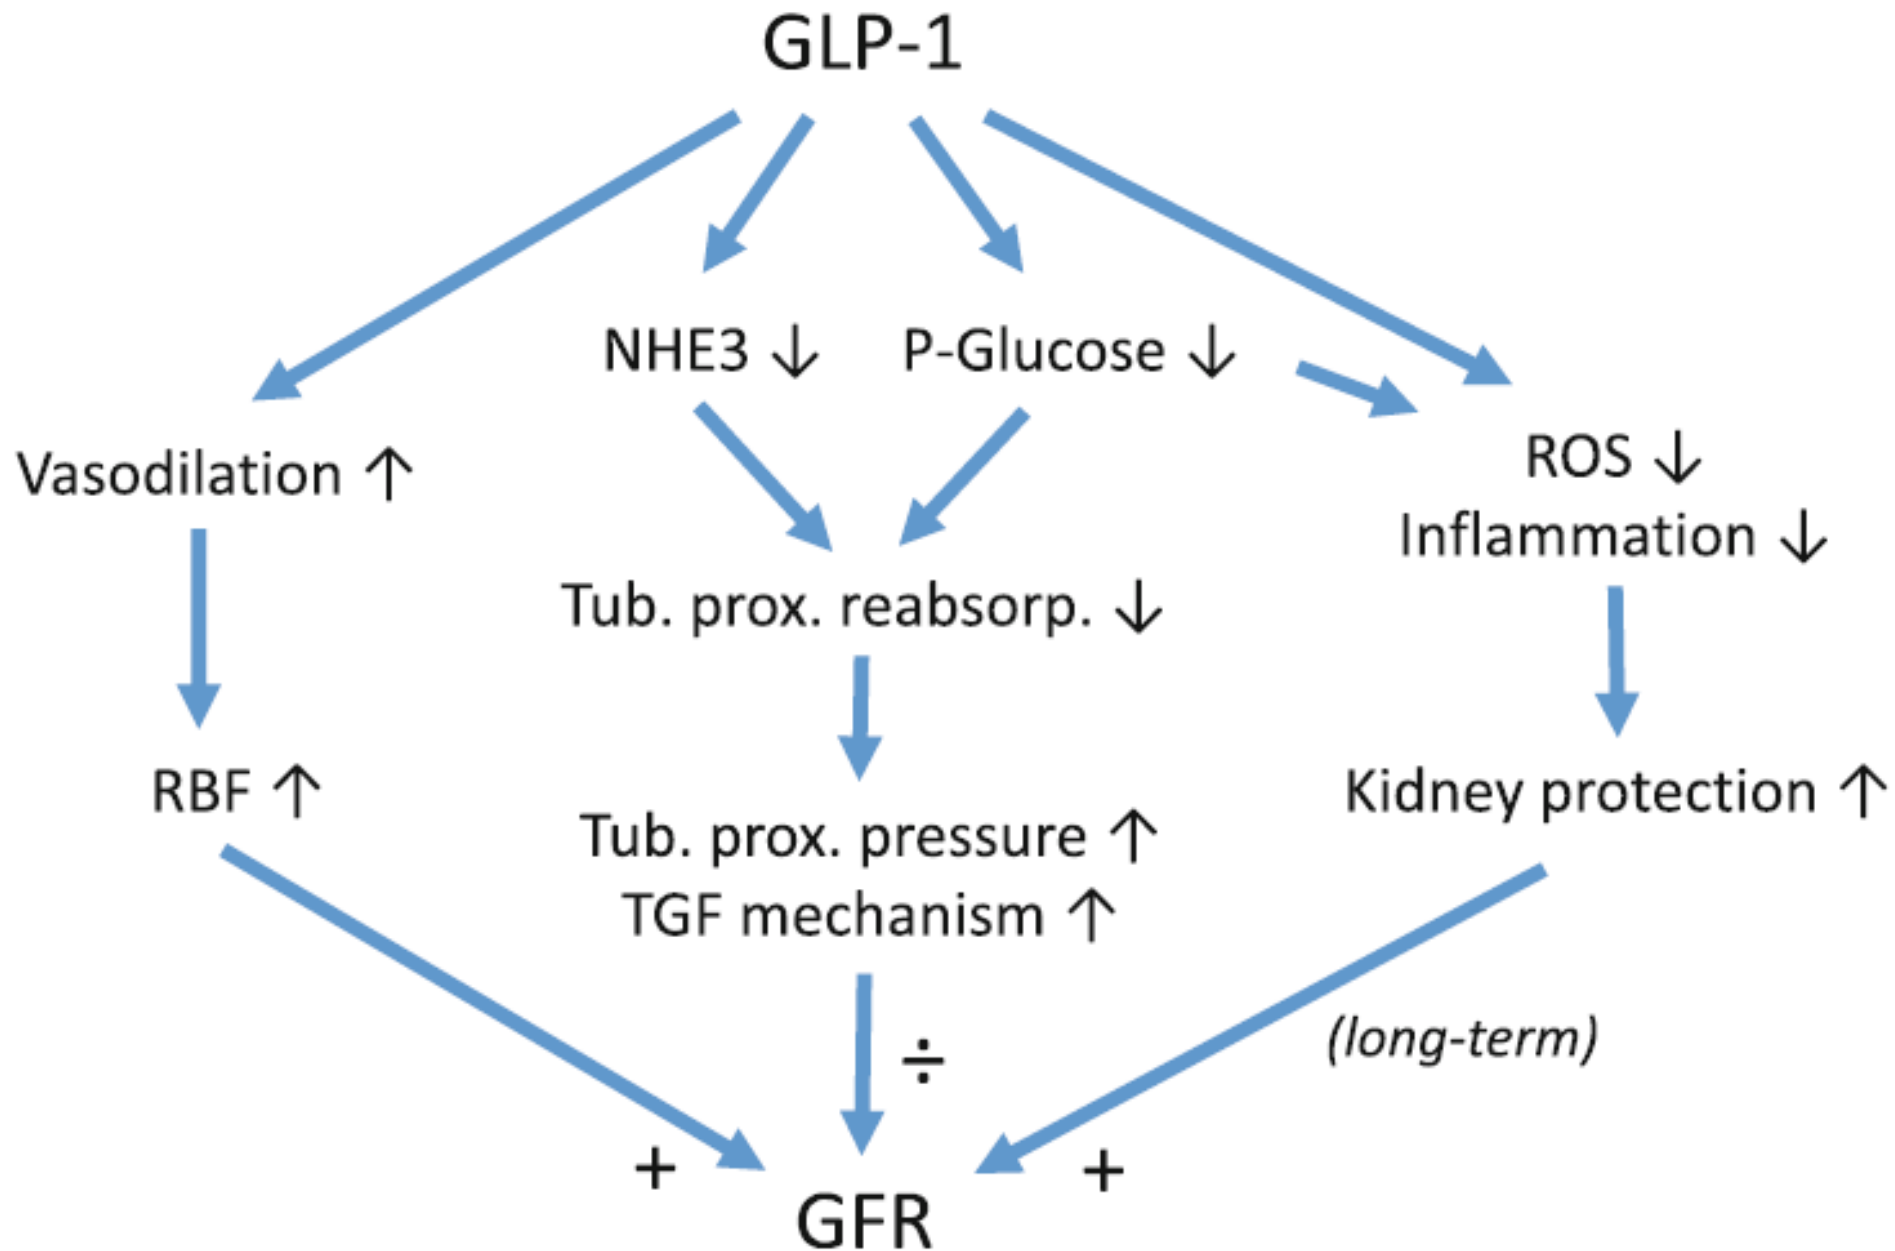 GLP-1
NHE3 ↓
P-Glucose ↓
Vasodilation ↑
ROS ↓
Inflammation ↓
Tub. prox. reabsorp. ↓
RBF ↑
Kidney protection ↑
Tub. prox. pressure ↑
TGF mechanism ↑
(long-term)
÷
+
+
GFR